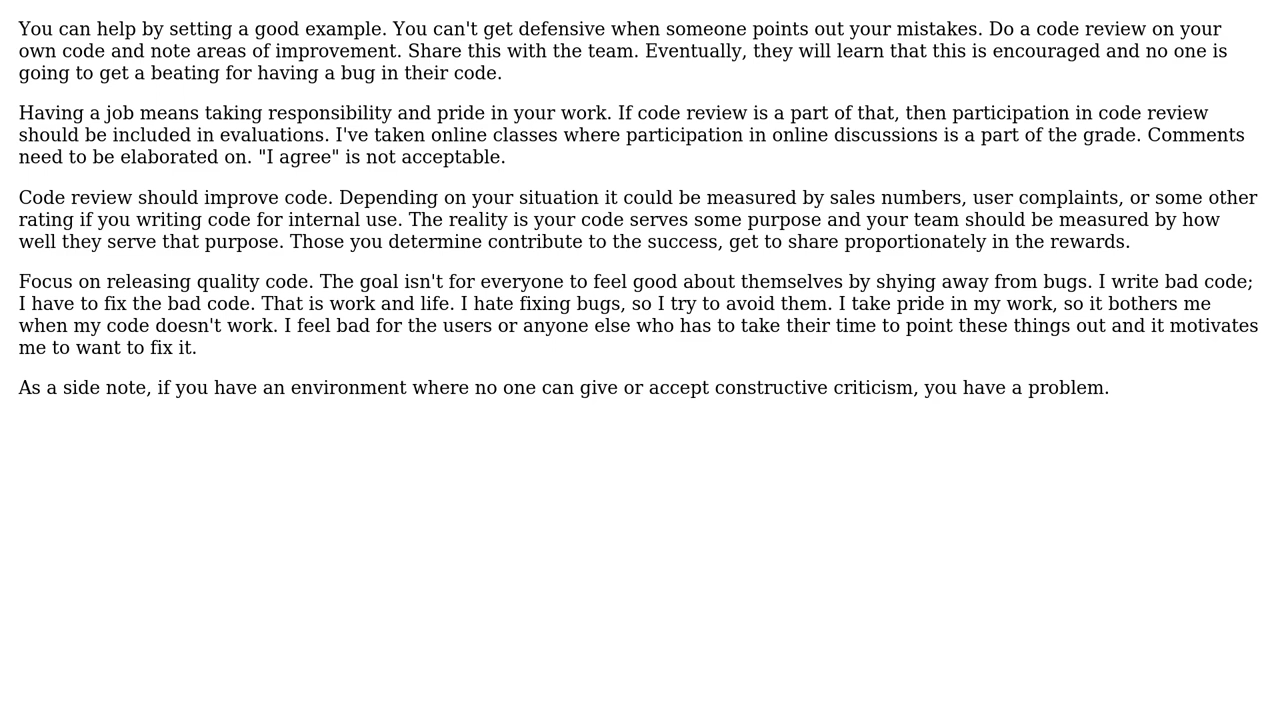 You can help by setting a good example. You can't get defensive when someone points out your mistakes. Do a code review on your
own code and note areas of improvement. Share this with the team. Eventually, they will learn that this is encouraged and no one is
going to get a beating for having a bug in their code.
Having a job means taking responsibility and pride in your work. If code review is a part of that, then participation in code review
should be included in evaluations. I've taken online classes where participation in online discussions is a part of the grade. Comments
need to be elaborated on. "I agree" is not acceptable.
Code review should improve code. Depending on your situation it could be measured by sales numbers, user complaints, or some other
rating if you writing code for internal use. The reality is your code serves some purpose and your team should be measured by how
well they serve that purpose. Those you determine contribute to the success, get to share proportionately in the rewards.
Focus on releasing quality code. The goal isn't for everyone to feel good about themselves by shying away from bugs. I write bad code;
I have to fix the bad code. That is work and life. I hate fixing bugs, so I try to avoid them. I take pride in my work, so it bothers me
when my code doesn't work. I feel bad for the users or anyone else who has to take their time to point these things out and it motivates
me to want to fix it.
As a side note, if you have an environment where no one can give or accept constructive criticism, you have a problem.